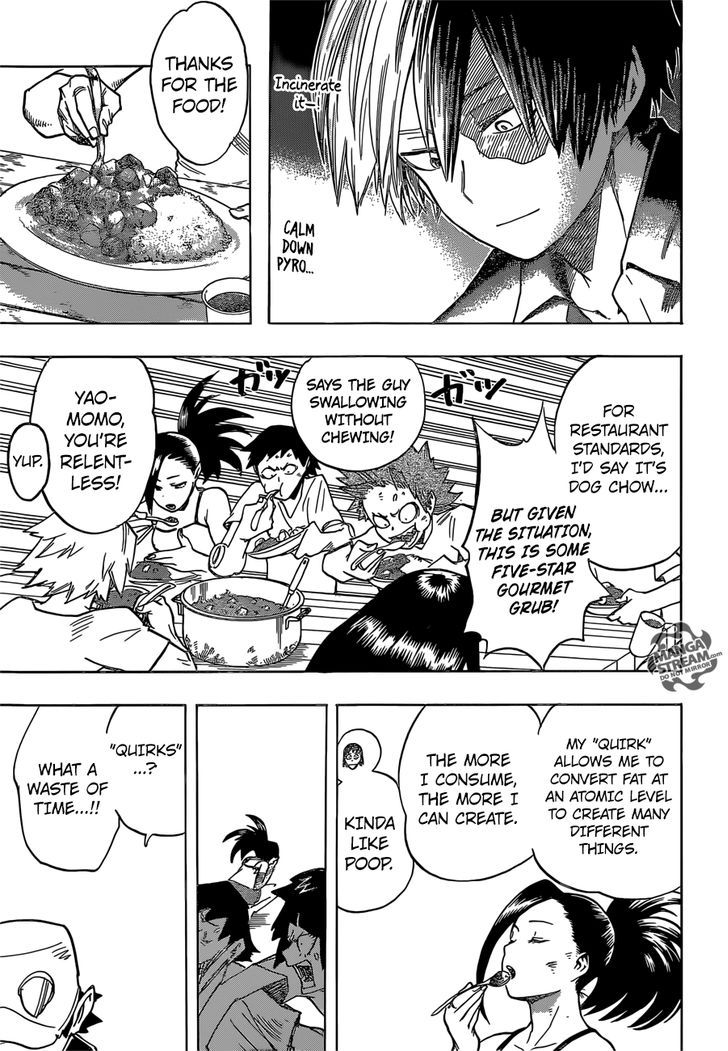 Incinerate
it—!
CALM
DOWN
PYRO...
THANKS
FOR THE
FOOD!
FOR
RESTAURANT
STANDARDS,
I'D SAY IT'S
DOG CHOW...
BUT GIVEN
THE SITUATION,
THIS IS SOME
FIVE-STAR
GOURMET
GRUB!
ガッ
SAYS THE GUY
SWALLOWING
WITHOUT
CHEWING!
ガッ
YAO-
MOMO,
YOU'RE
RELENT-
LESS!
YUP.
MANGA
STREAM.com
DO NOT MIRROR
MY "QUIRK"
ALLOWS ME TO
CONVERT FAT AT
AN ATOMIC LEVEL
TO CREATE MANY
DIFFERENT
THINGS.
THE MORE
I CONSUME,
THE MORE I
CAN CREATE.
KINDA
LIKE
POOP.
"QUIRKS"
...?
WHAT A
WASTE OF
TIME...!!